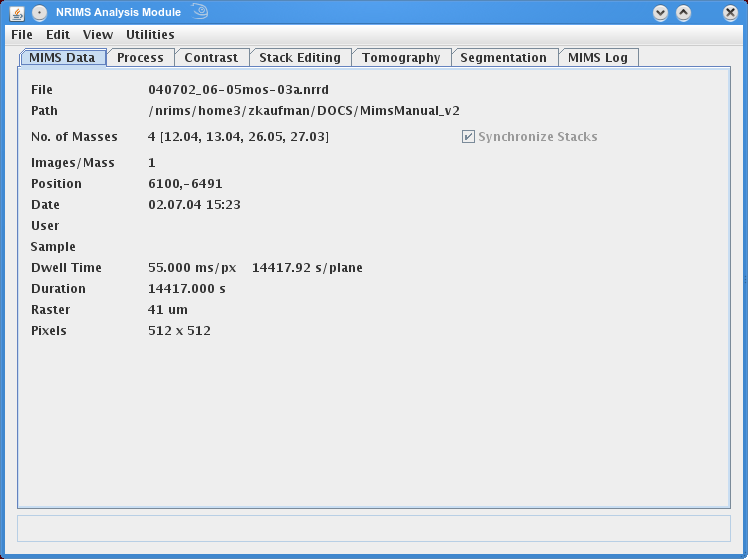 NRIMS Analysis Module
File Edit View Utilities
MIMS Data Process Contrast Stack Editing Tomography Segmentation MIMS Log
File 040702_06-05mos-03a.nrrd
Path /nrims/home3/zkaufman/DOCS/MimsManual_v2
No. of Masses 4 [12.04, 13.04, 26.05, 27.03] Synchronize Stacks
Images/Mass 1
Position 6100,-6491
Date 02.07.04 15:23
User
Sample
Dwell Time 55.000 ms/px 14417.92 s/plane
Duration 14417.000 s
Raster 41 um
Pixels 512 x 512